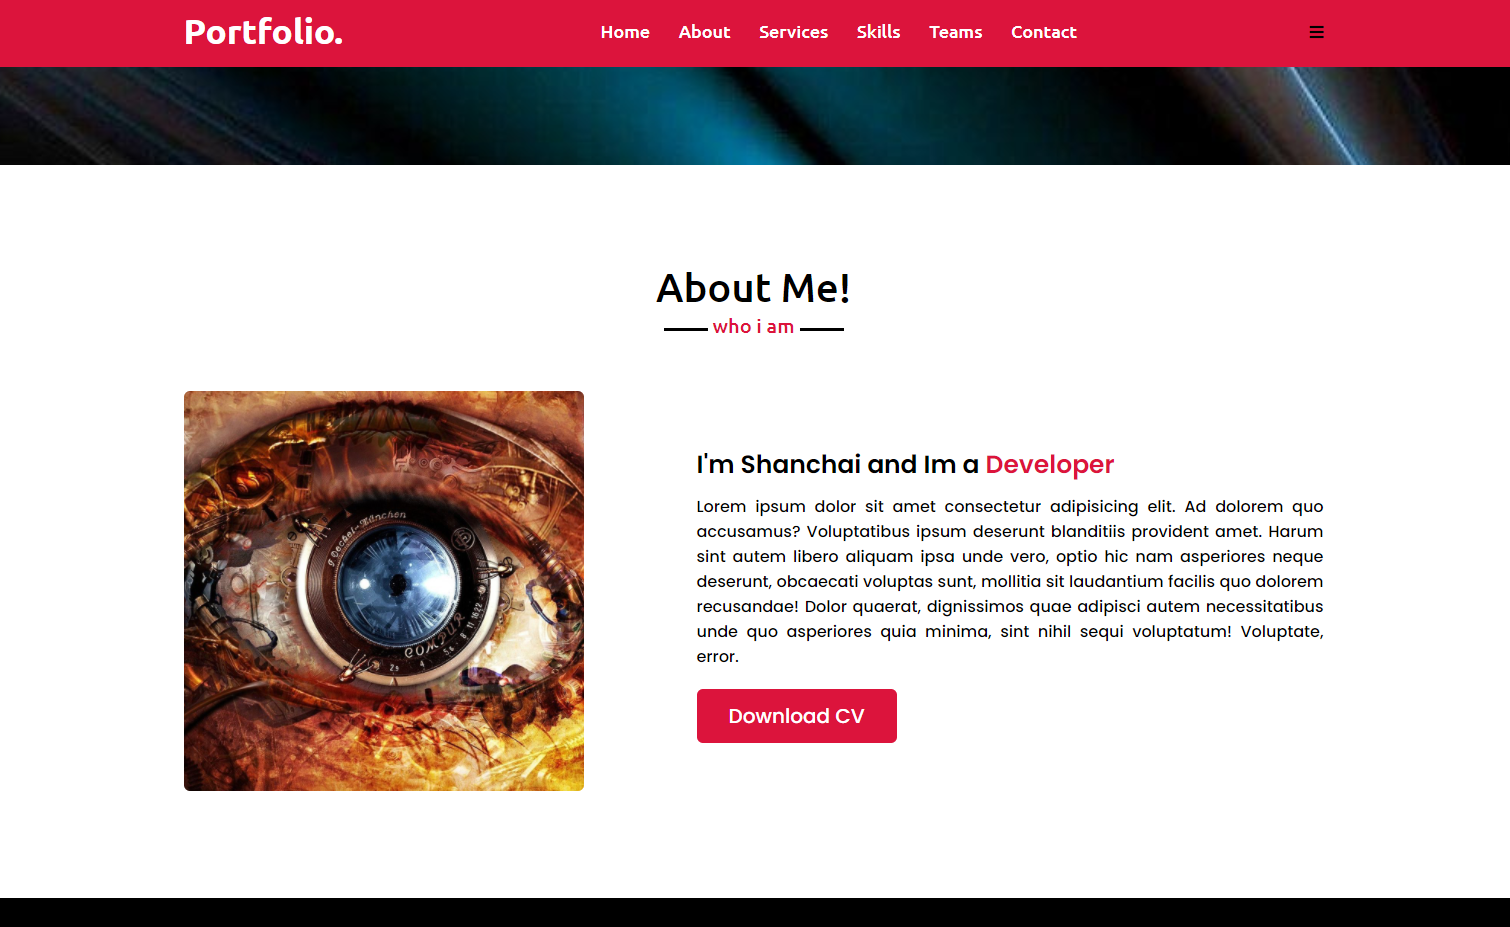 Portfolio.
Home About Services Skills Teams Contact
About Me!
who i am
I'm Shanchai and Im a Developer
Lorem ipsum dolor sit amet consectetur adipisicing elit. Ad dolorem quo
accusamus? Voluptatibus ipsum deserunt blanditiis provident amet. Harum
sint autem libero aliquam ipsa unde vero, optio hic nam asperiores neque
deserunt, obcaecati voluptas sunt, mollitia sit laudantium facilis quo dolorem
recusandae! Dolor quaerat, dignissimos quae adipisci autem necessitatibus
unde quo asperiores quia minima, sint nihil sequi voluptatum! Voluptate,
error.
Download CV
COMPUR